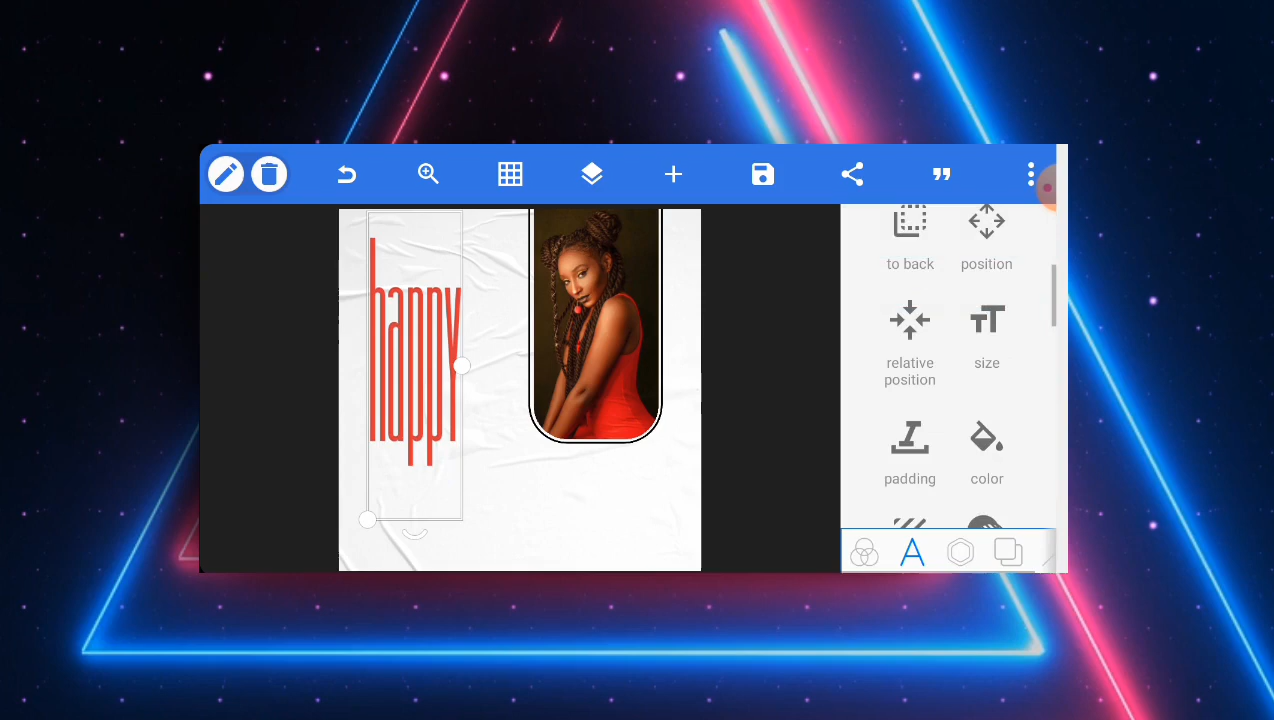 to back position
relative position size
padding color
happy